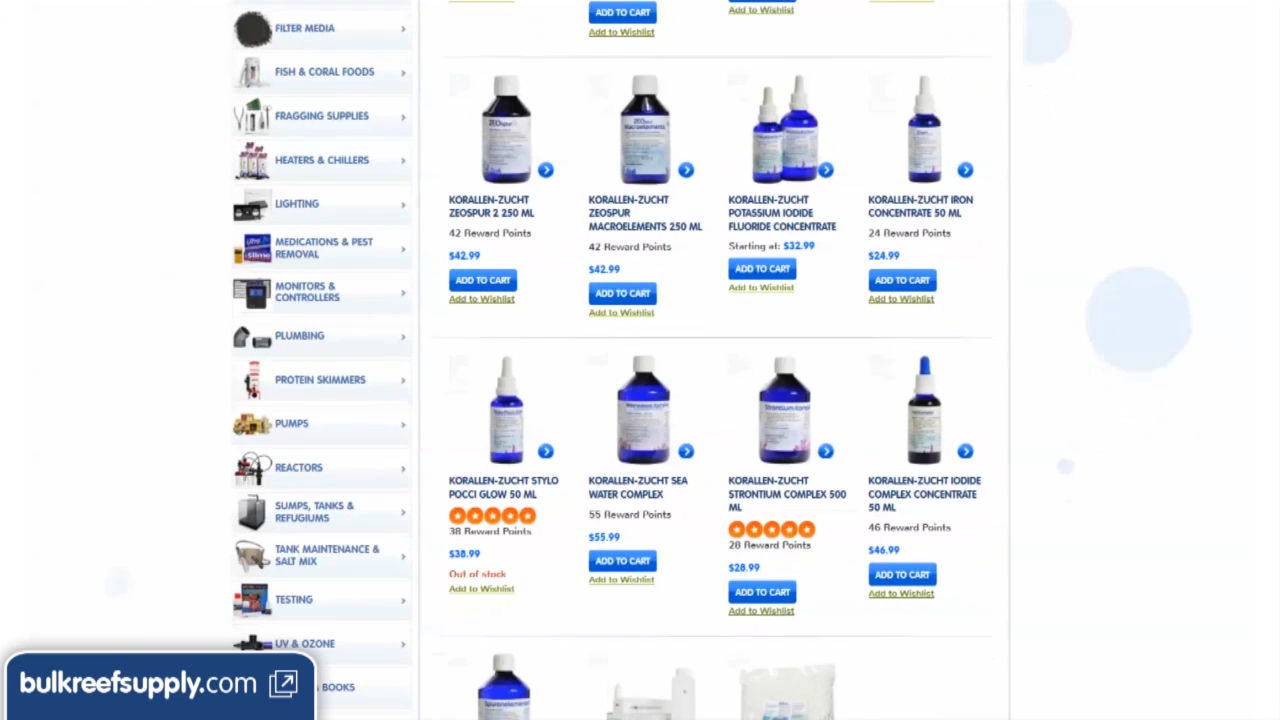 ADD TO CART
Add to Wishlist
Add to Wishlist
FILTER MEDIA
FISH & CORAL FOODS
FRAGGING SUPPLIES
HEATERS & CHILLERS
LIGHTING
MEDICATIONS & PEST
REMOVAL
MONITORS &
CONTROLLERS
PLUMBING
PROTEIN SKIMMERS
PUMPS
REACTORS
SUMPS, TANKS &
REFUGIUMS
TANK MAINTENANCE &
SALT MIX
TESTING
UV & OZONE
BOOKS
KORALLEN-ZUCHT
ZEOSPUR 2 250 ML
42 Reward Points
$42.99
ADD TO CART
Add to Wishlist
KORALLEN-ZUCHT
ZEOSPUR
MACROELEMENTS 250 ML
42 Reward Points
$42.99
ADD TO CART
Add to Wishlist
KORALLEN-ZUCHT
POTASSIUM IODIDE
FLUORIDE CONCENTRATE
Starting at: $32.99
ADD TO CART
Add to Wishlist
KORALLEN-ZUCHT IRON
CONCENTRATE 50 ML
24 Reward Points
$24.99
ADD TO CART
Add to Wishlist
KORALLEN-ZUCHT STYLO
POCCI GLOW 50 ML
38 Reward Points
$38.99
Out of stock
Add to Wishlist
KORALLEN-ZUCHT SEA
WATER COMPLEX
55 Reward Points
$55.99
ADD TO CART
Add to Wishlist
KORALLEN-ZUCHT
STRONTIUM COMPLEX 500
ML
28 Reward Points
$28.99
ADD TO CART
Add to Wishlist
KORALLEN-ZUCHT IODIDE
COMPLEX CONCENTRATE
50 ML
46 Reward Points
$46.99
ADD TO CART
Add to Wishlist
bulkreefsupply.com